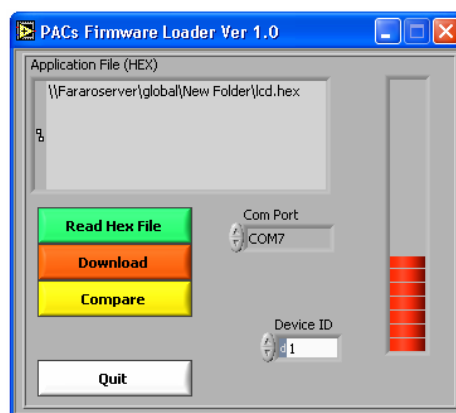 PACs Firmware Loader Ver 1.0
Application File (HEX)
\\Fararoserver\global\New Folder\lcd.hex
Read Hex File
Download
Compare
Quit
Com Port
COM7
Device ID
d 1